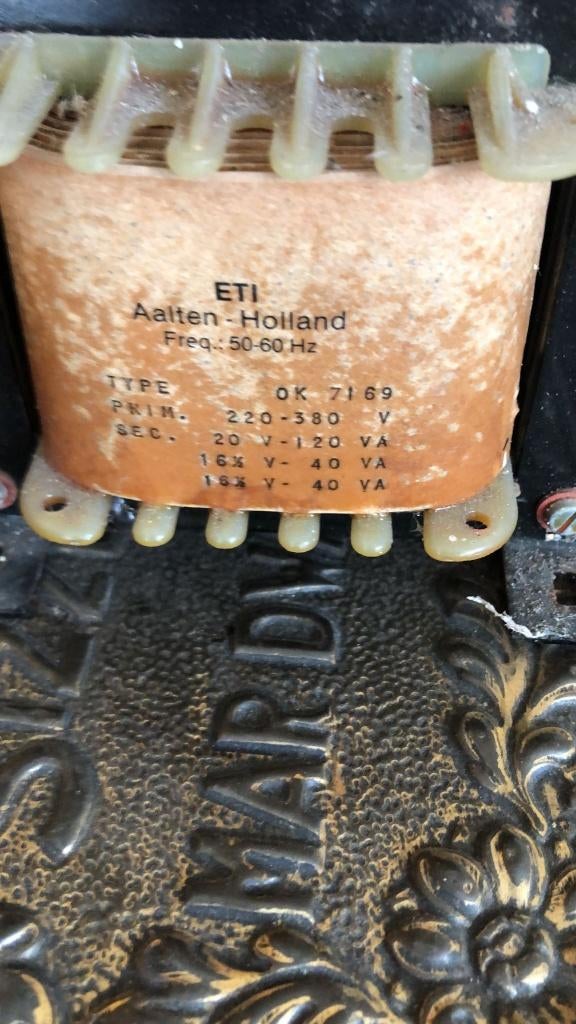 ETI
Aalten - Holland
Freq.: 50-60 Hz
TYPE OK 7169
PRIM. 220-380 V
SEC. 20 V-120 VA
16½ V- 40 VA
16½ V- 40 VA
MARDW